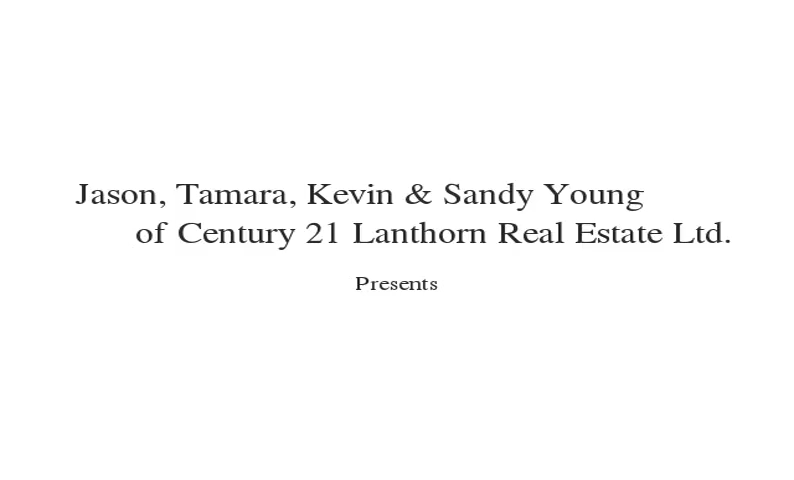 Jason, Tamara, Kevin & Sandy Young
of Century 21 Lanthorn Real Estate Ltd.
Presents